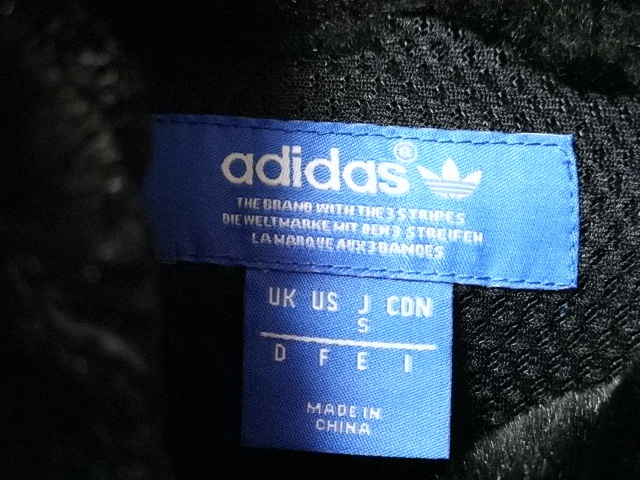 adidas®
THE BRAND WITH THE 3 STRIPES
DIE WELTMARKE MIT DEN 3 STREIFEN
LA MARQUE AUX 3 BANDES
UK US J CDN
S
D F E I
MADE IN
CHINA